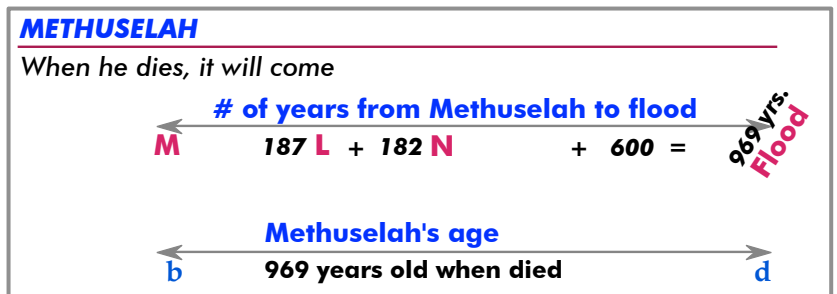 METHUSELAH
When he dies, it will come
# of years from Methuselah to flood
M 187 L + 182 N + 600 = 969 yrs.
Flood
Methuselah's age
b 969 years old when died d